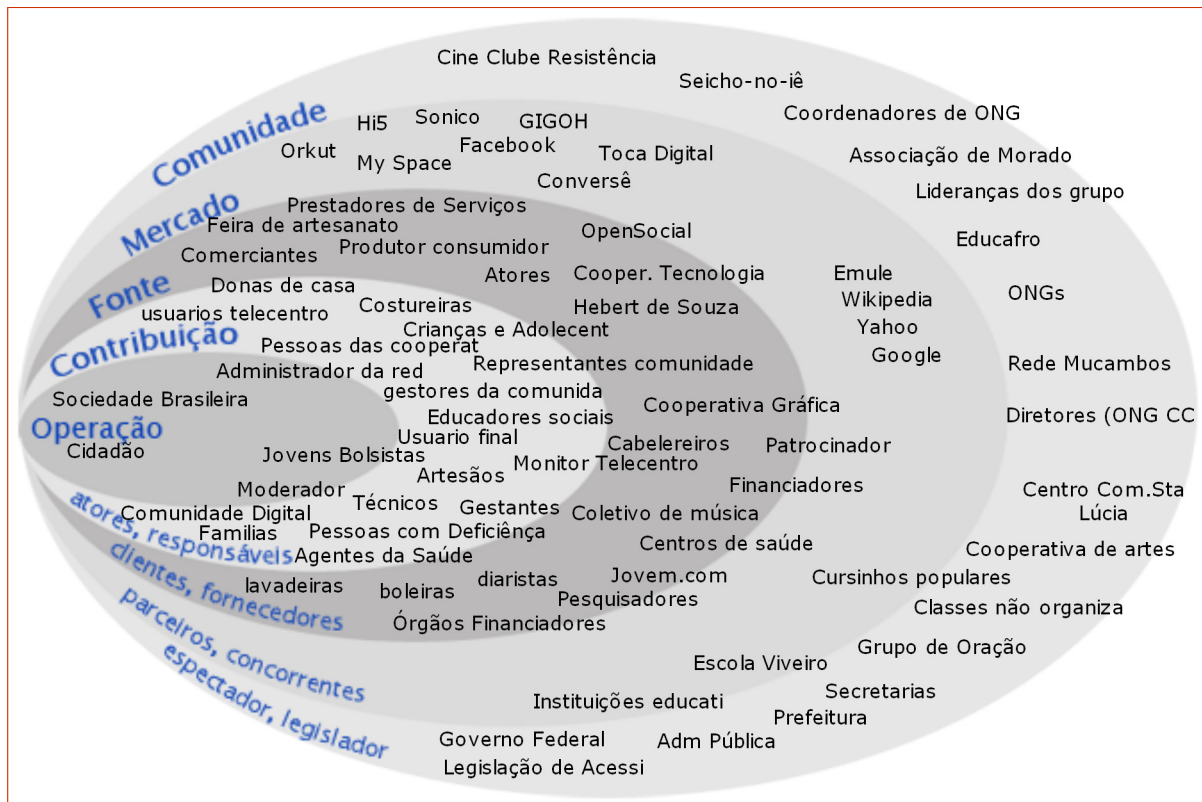 Cine Clube Resistência
Seicho-no-iê
Coordenadores de ONG
Comunidade
Hi5
Sonico
GIGOH
Orkut
My Space
Facebook
Toca Digital
Associação de Morado
Conversê
Lideranças dos grupo
Mercado
Prestadores de Serviços
Feira de artesanato
OpenSocial
Educafro
Comerciantes
Produtor consumidor
Atores
Cooper. Tecnologia
Emule
Fonte
Donas de casa
Wikipedia
ONGs
usuarios telecentro
Costureiras
Hebert de Souza
Yahoo
Crianças e Adolecent
Contribuição
Pessoas das cooperat
Google
Administrador da red
Representantes comunidade
Rede Mucambos
Sociedade Brasileira
gestores da comunida
Cooperativa Gráfica
Educadores sociais
Diretores (ONG CC
Operação
Usuario final
Cabelereiros
Patrocinador
Cidadão
Jovens Bolsistas
Monitor Telecentro
Artesãos
Financiadores
Moderador
Técnicos
Gestantes
Centro Com.Sta
Lúcia
Comunidade Digital
Coletivo de música
atores, responsáveis
Familias
Pessoas com Deficiênça
Centros de saúde
Cooperativa de artes
Agentes da Saúde
clientes, fornecedores
lavadeiras
boleiras
diaristas
Jovem.com
Cursinhos populares
Pesquisadores
Classes não organiza
Órgãos Financiadores
parceiros, concorrentes
Grupo de Oração
Escola Viveiro
espectador, legislador
Instituições educati
Secretarias
Prefeitura
Governo Federal
Adm Pública
Legislação de Acessi